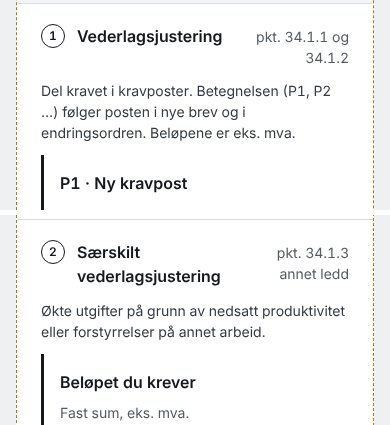 1 Vederlagsjustering pkt. 34.1.1 og
34.1.2
Del kravet i kravposter. Betegnelsen (P1, P2
...) følger posten i nye brev og i
endringsordren. Beløpene er eks. mva.
P1 · Ny kravpost
2 Særskilt pkt. 34.1.3
vederlagsjustering annet ledd
Økte utgifter på grunn av nedsatt produktivitet
eller forstyrrelser på annet arbeid.
Beløpet du krever
Fast sum, eks. mva.